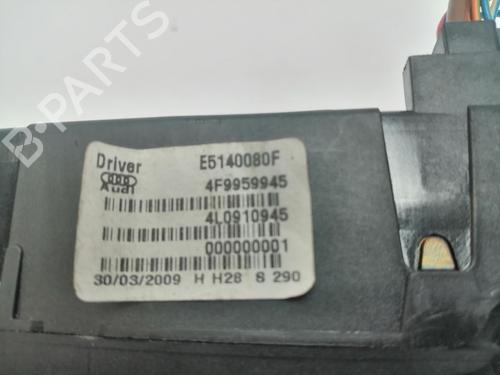 Driver E5140080F
Audi 4F9959945
4L0910945
000000001
30/03/2009 H H28 S 290
B-PARTS